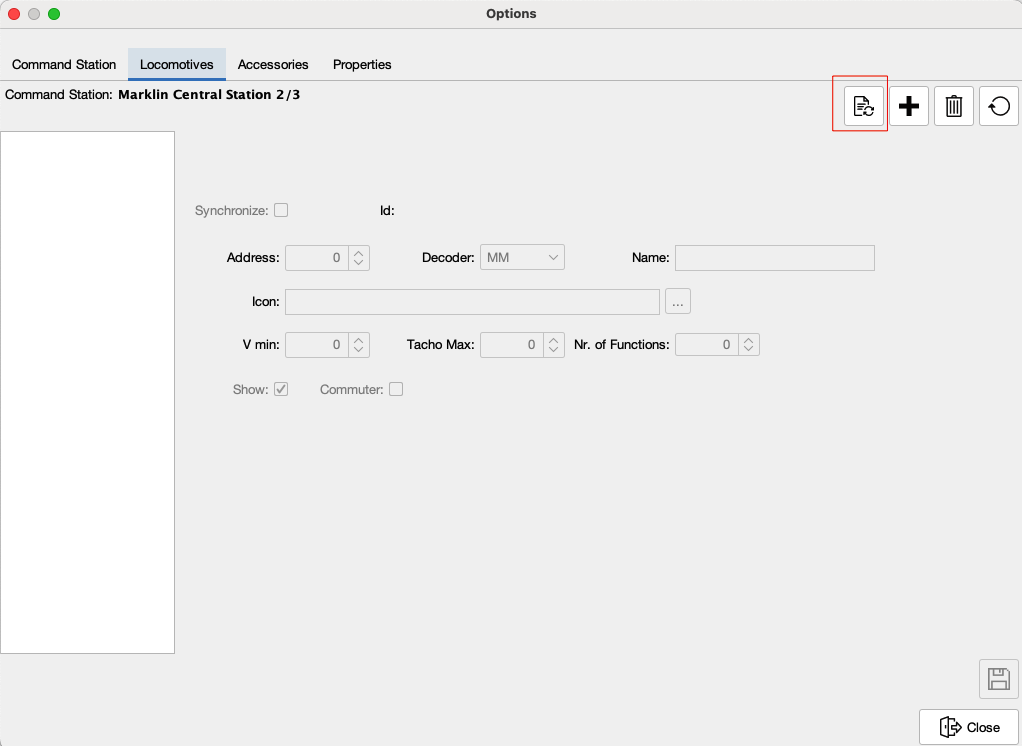 Options
Command Station Locomotives Accessories Properties
Command Station: Marklin Central Station 2/3
Synchronize: Id:
Address: 0 Decoder: MM Name:
Icon: ...
V min: 0 Tacho Max: 0 Nr. of Functions: 0
Show: Commuter:
Close